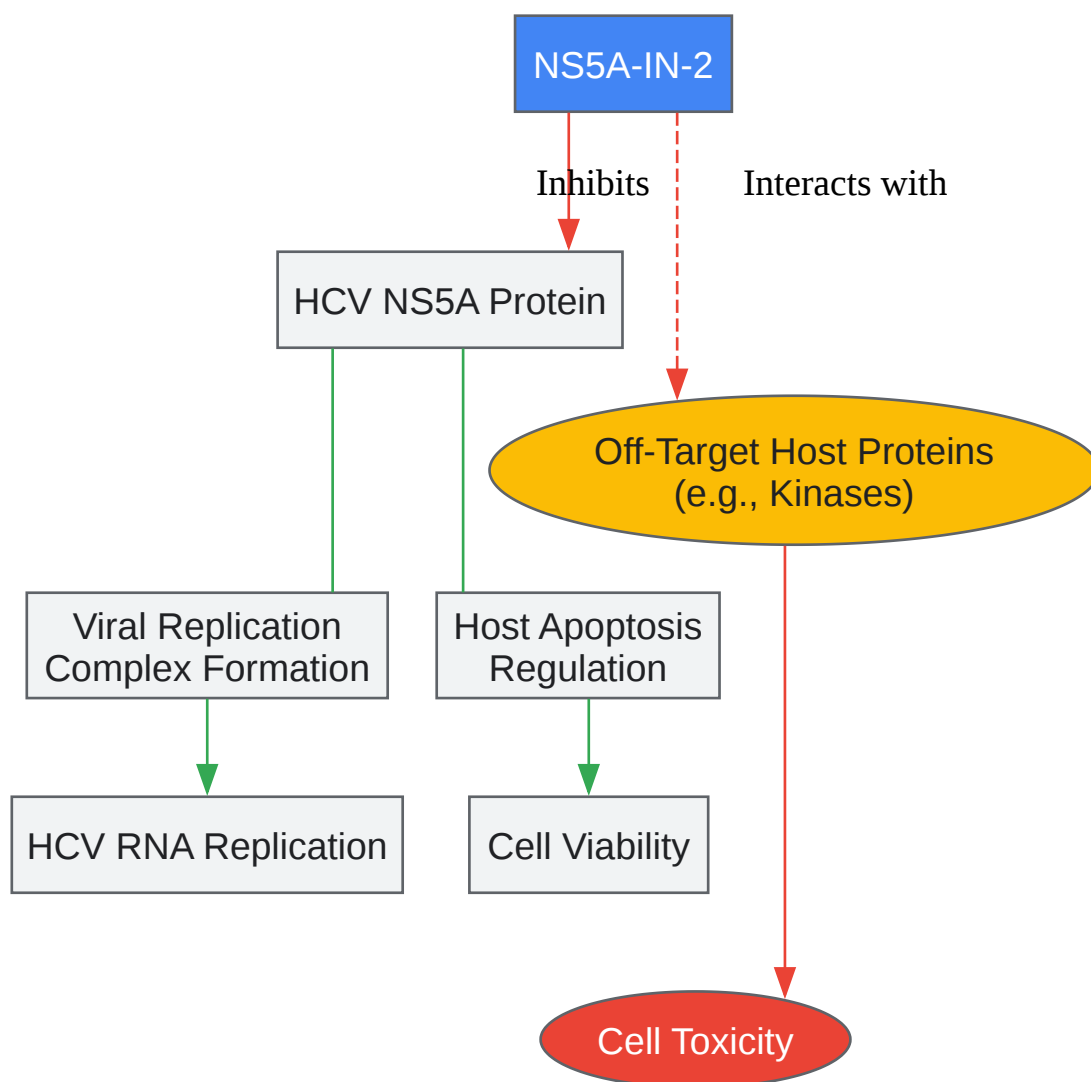 NS5A-IN-2
Inhibits
Interacts with
HCV NS5A Protein
Off-Target Host Proteins
(e.g., Kinases)
Viral Replication
Complex Formation
Host Apoptosis
Regulation
HCV RNA Replication
Cell Viability
Cell Toxicity